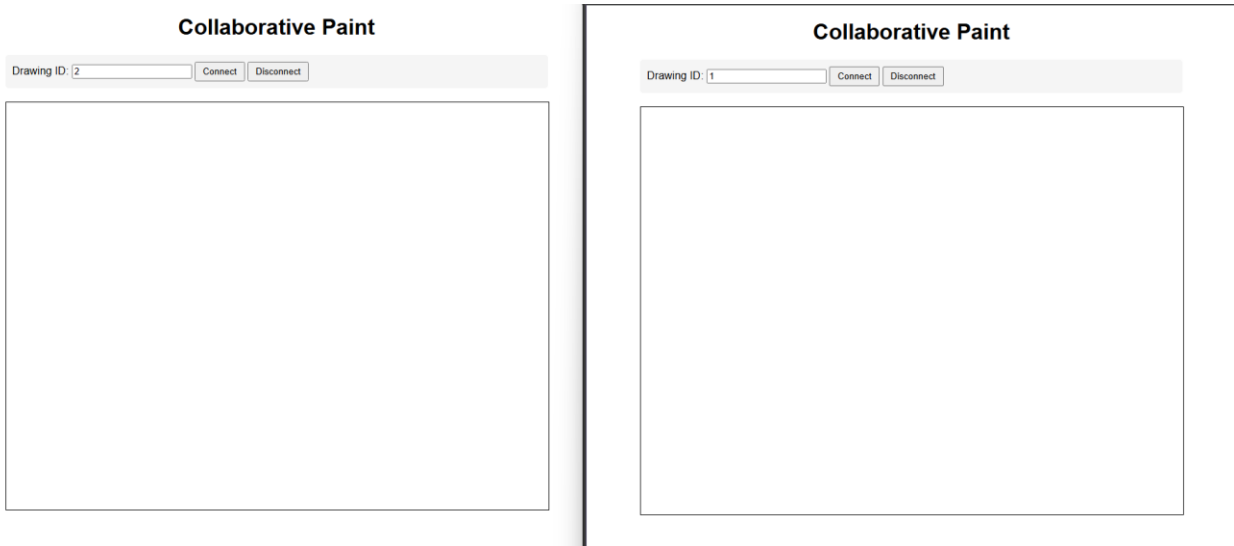 Collaborative Paint
Drawing ID: 2 Connect Disconnect
Collaborative Paint
Drawing ID: 1 Connect Disconnect